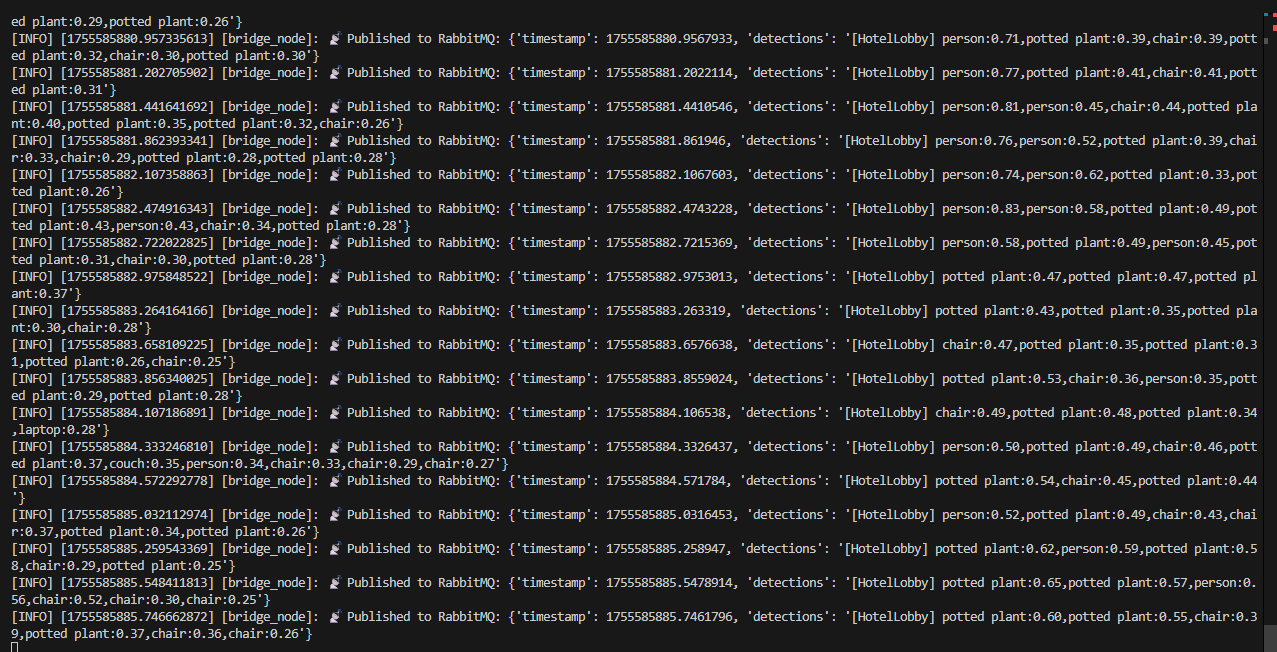 ed plant:0.29,potted plant:0.26'}
[INFO] [1755585880.957335613] [bridge_node]: 📡 Published to RabbitMQ: {'timestamp': 1755585880.9567933, 'detections': '[HotelLobby] person:0.71,potted plant:0.39,chair:0.39,pott
ed plant:0.32,chair:0.30,potted plant:0.30'}
[INFO] [1755585881.202705902] [bridge_node]: 📡 Published to RabbitMQ: {'timestamp': 1755585881.2022114, 'detections': '[HotelLobby] person:0.77,potted plant:0.41,chair:0.41,pott
ed plant:0.31'}
[INFO] [1755585881.441641692] [bridge_node]: 📡 Published to RabbitMQ: {'timestamp': 1755585881.4410546, 'detections': '[HotelLobby] person:0.81,person:0.45,chair:0.44,potted pla
nt:0.40,potted plant:0.35,potted plant:0.32,chair:0.26'}
[INFO] [1755585881.862393341] [bridge_node]: 📡 Published to RabbitMQ: {'timestamp': 1755585881.861946, 'detections': '[HotelLobby] person:0.76,person:0.52,potted plant:0.39,chai
r:0.33,chair:0.29,potted plant:0.28,potted plant:0.28'}
[INFO] [1755585882.107358863] [bridge_node]: 📡 Published to RabbitMQ: {'timestamp': 1755585882.1067603, 'detections': '[HotelLobby] person:0.74,person:0.62,potted plant:0.33,pot
ted plant:0.26'}
[INFO] [1755585882.474916343] [bridge_node]: 📡 Published to RabbitMQ: {'timestamp': 1755585882.4743228, 'detections': '[HotelLobby] person:0.83,person:0.58,potted plant:0.49,pot
ted plant:0.43,person:0.43,chair:0.34,potted plant:0.28'}
[INFO] [1755585882.722022825] [bridge_node]: 📡 Published to RabbitMQ: {'timestamp': 1755585882.7215369, 'detections': '[HotelLobby] person:0.58,potted plant:0.49,person:0.45,pot
ted plant:0.31,chair:0.30,potted plant:0.28'}
[INFO] [1755585882.975848522] [bridge_node]: 📡 Published to RabbitMQ: {'timestamp': 1755585882.9753013, 'detections': '[HotelLobby] potted plant:0.47,potted plant:0.47,potted pl
ant:0.37'}
[INFO] [1755585883.264164166] [bridge_node]: 📡 Published to RabbitMQ: {'timestamp': 1755585883.263319, 'detections': '[HotelLobby] potted plant:0.43,potted plant:0.35,potted pla
nt:0.30,chair:0.28'}
[INFO] [1755585883.658109225] [bridge_node]: 📡 Published to RabbitMQ: {'timestamp': 1755585883.6576638, 'detections': '[HotelLobby] chair:0.47,potted plant:0.35,potted plant:0.3
1,potted plant:0.26,chair:0.25'}
[INFO] [1755585883.856340025] [bridge_node]: 📡 Published to RabbitMQ: {'timestamp': 1755585883.8559024, 'detections': '[HotelLobby] potted plant:0.53,chair:0.36,person:0.35,pott
ed plant:0.29,potted plant:0.28'}
[INFO] [1755585884.107186891] [bridge_node]: 📡 Published to RabbitMQ: {'timestamp': 1755585884.106538, 'detections': '[HotelLobby] chair:0.49,potted plant:0.48,potted plant:0.34
,laptop:0.28'}
[INFO] [1755585884.333246810] [bridge_node]: 📡 Published to RabbitMQ: {'timestamp': 1755585884.3326437, 'detections': '[HotelLobby] person:0.50,potted plant:0.49,chair:0.46,pott
ed plant:0.37,couch:0.35,person:0.34,chair:0.33,chair:0.29,chair:0.27'}
[INFO] [1755585884.572292778] [bridge_node]: 📡 Published to RabbitMQ: {'timestamp': 1755585884.571784, 'detections': '[HotelLobby] potted plant:0.54,chair:0.45,potted plant:0.44
'}
[INFO] [1755585885.032112974] [bridge_node]: 📡 Published to RabbitMQ: {'timestamp': 1755585885.0316453, 'detections': '[HotelLobby] person:0.52,potted plant:0.49,chair:0.43,chai
r:0.37,potted plant:0.34,potted plant:0.26'}
[INFO] [1755585885.259543369] [bridge_node]: 📡 Published to RabbitMQ: {'timestamp': 1755585885.258947, 'detections': '[HotelLobby] potted plant:0.62,person:0.59,potted plant:0.5
8,chair:0.29,potted plant:0.25'}
[INFO] [1755585885.548411813] [bridge_node]: 📡 Published to RabbitMQ: {'timestamp': 1755585885.5478914, 'detections': '[HotelLobby] potted plant:0.65,potted plant:0.57,person:0.
56,chair:0.52,chair:0.30,chair:0.25'}
[INFO] [1755585885.746662872] [bridge_node]: 📡 Published to RabbitMQ: {'timestamp': 1755585885.7461796, 'detections': '[HotelLobby] potted plant:0.60,potted plant:0.55,chair:0.3
9,potted plant:0.37,chair:0.36,chair:0.26'}